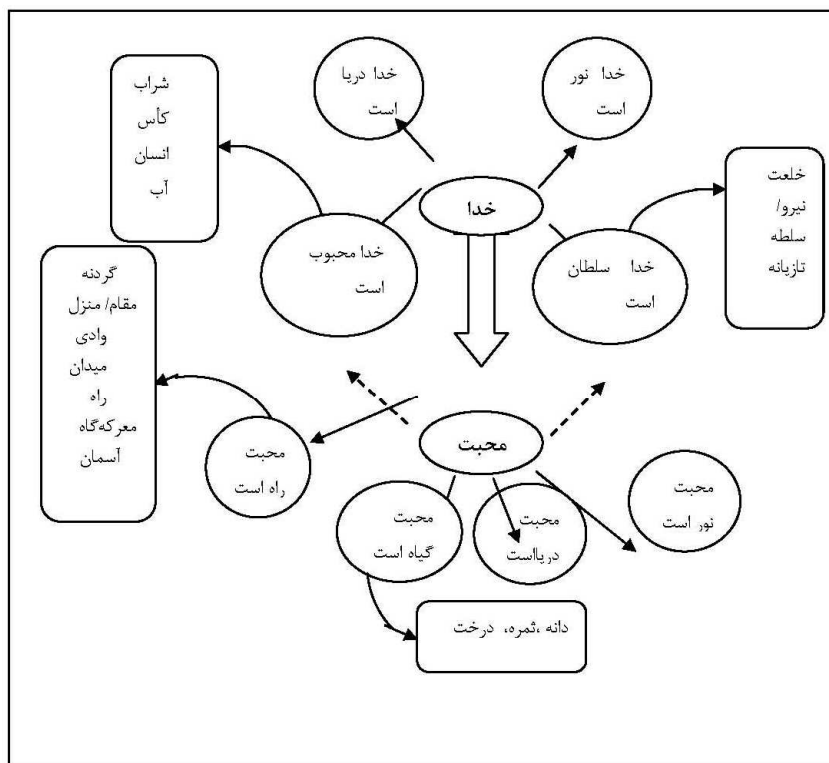 خدا نور
است
خدا دریا
است
شراب
کأس
انسان
آب
خلعت
نیرو/
سلطه
تازیانه
خدا
خدا سلطان
است
خدا محبوب
است
گردنه
مقام/ منزل
وادی
میدان
راه
معرکه‌گاه
آسمان
محبت
محبت
راه است
محبت
نور است
محبت
دریااست
محبت
گیاه است
دانه ،ثمره، درخت